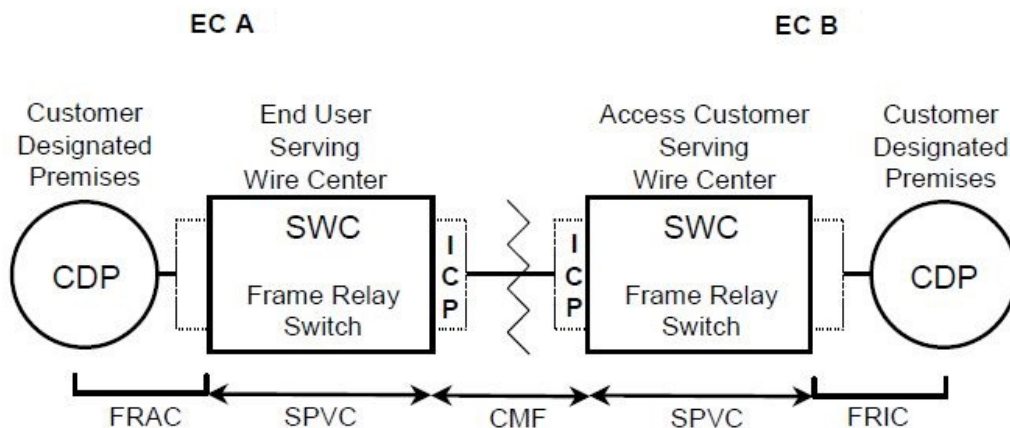 EC A
EC B
Customer
Designated
Premises
End User
Serving
Wire Center
Access Customer
Serving
Wire Center
Customer
Designated
Premises
CDP
SWC
Frame Relay
Switch
I
C
P
I
C
P
SWC
Frame Relay
Switch
CDP
FRAC
SPVC
CMF
SPVC
FRIC